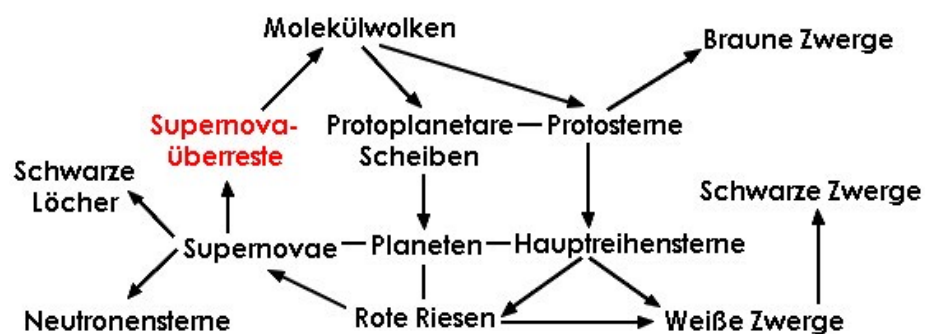 Molekülwolken
Braune Zwerge
Supernova-
überreste
Protoplanetare
Scheiben
Protosterne
Schwarze
Löcher
Schwarze Zwerge
Supernovae
Planeten
Hauptreihensterne
Neutronensterne
Rote Riesen
Weiße Zwerge